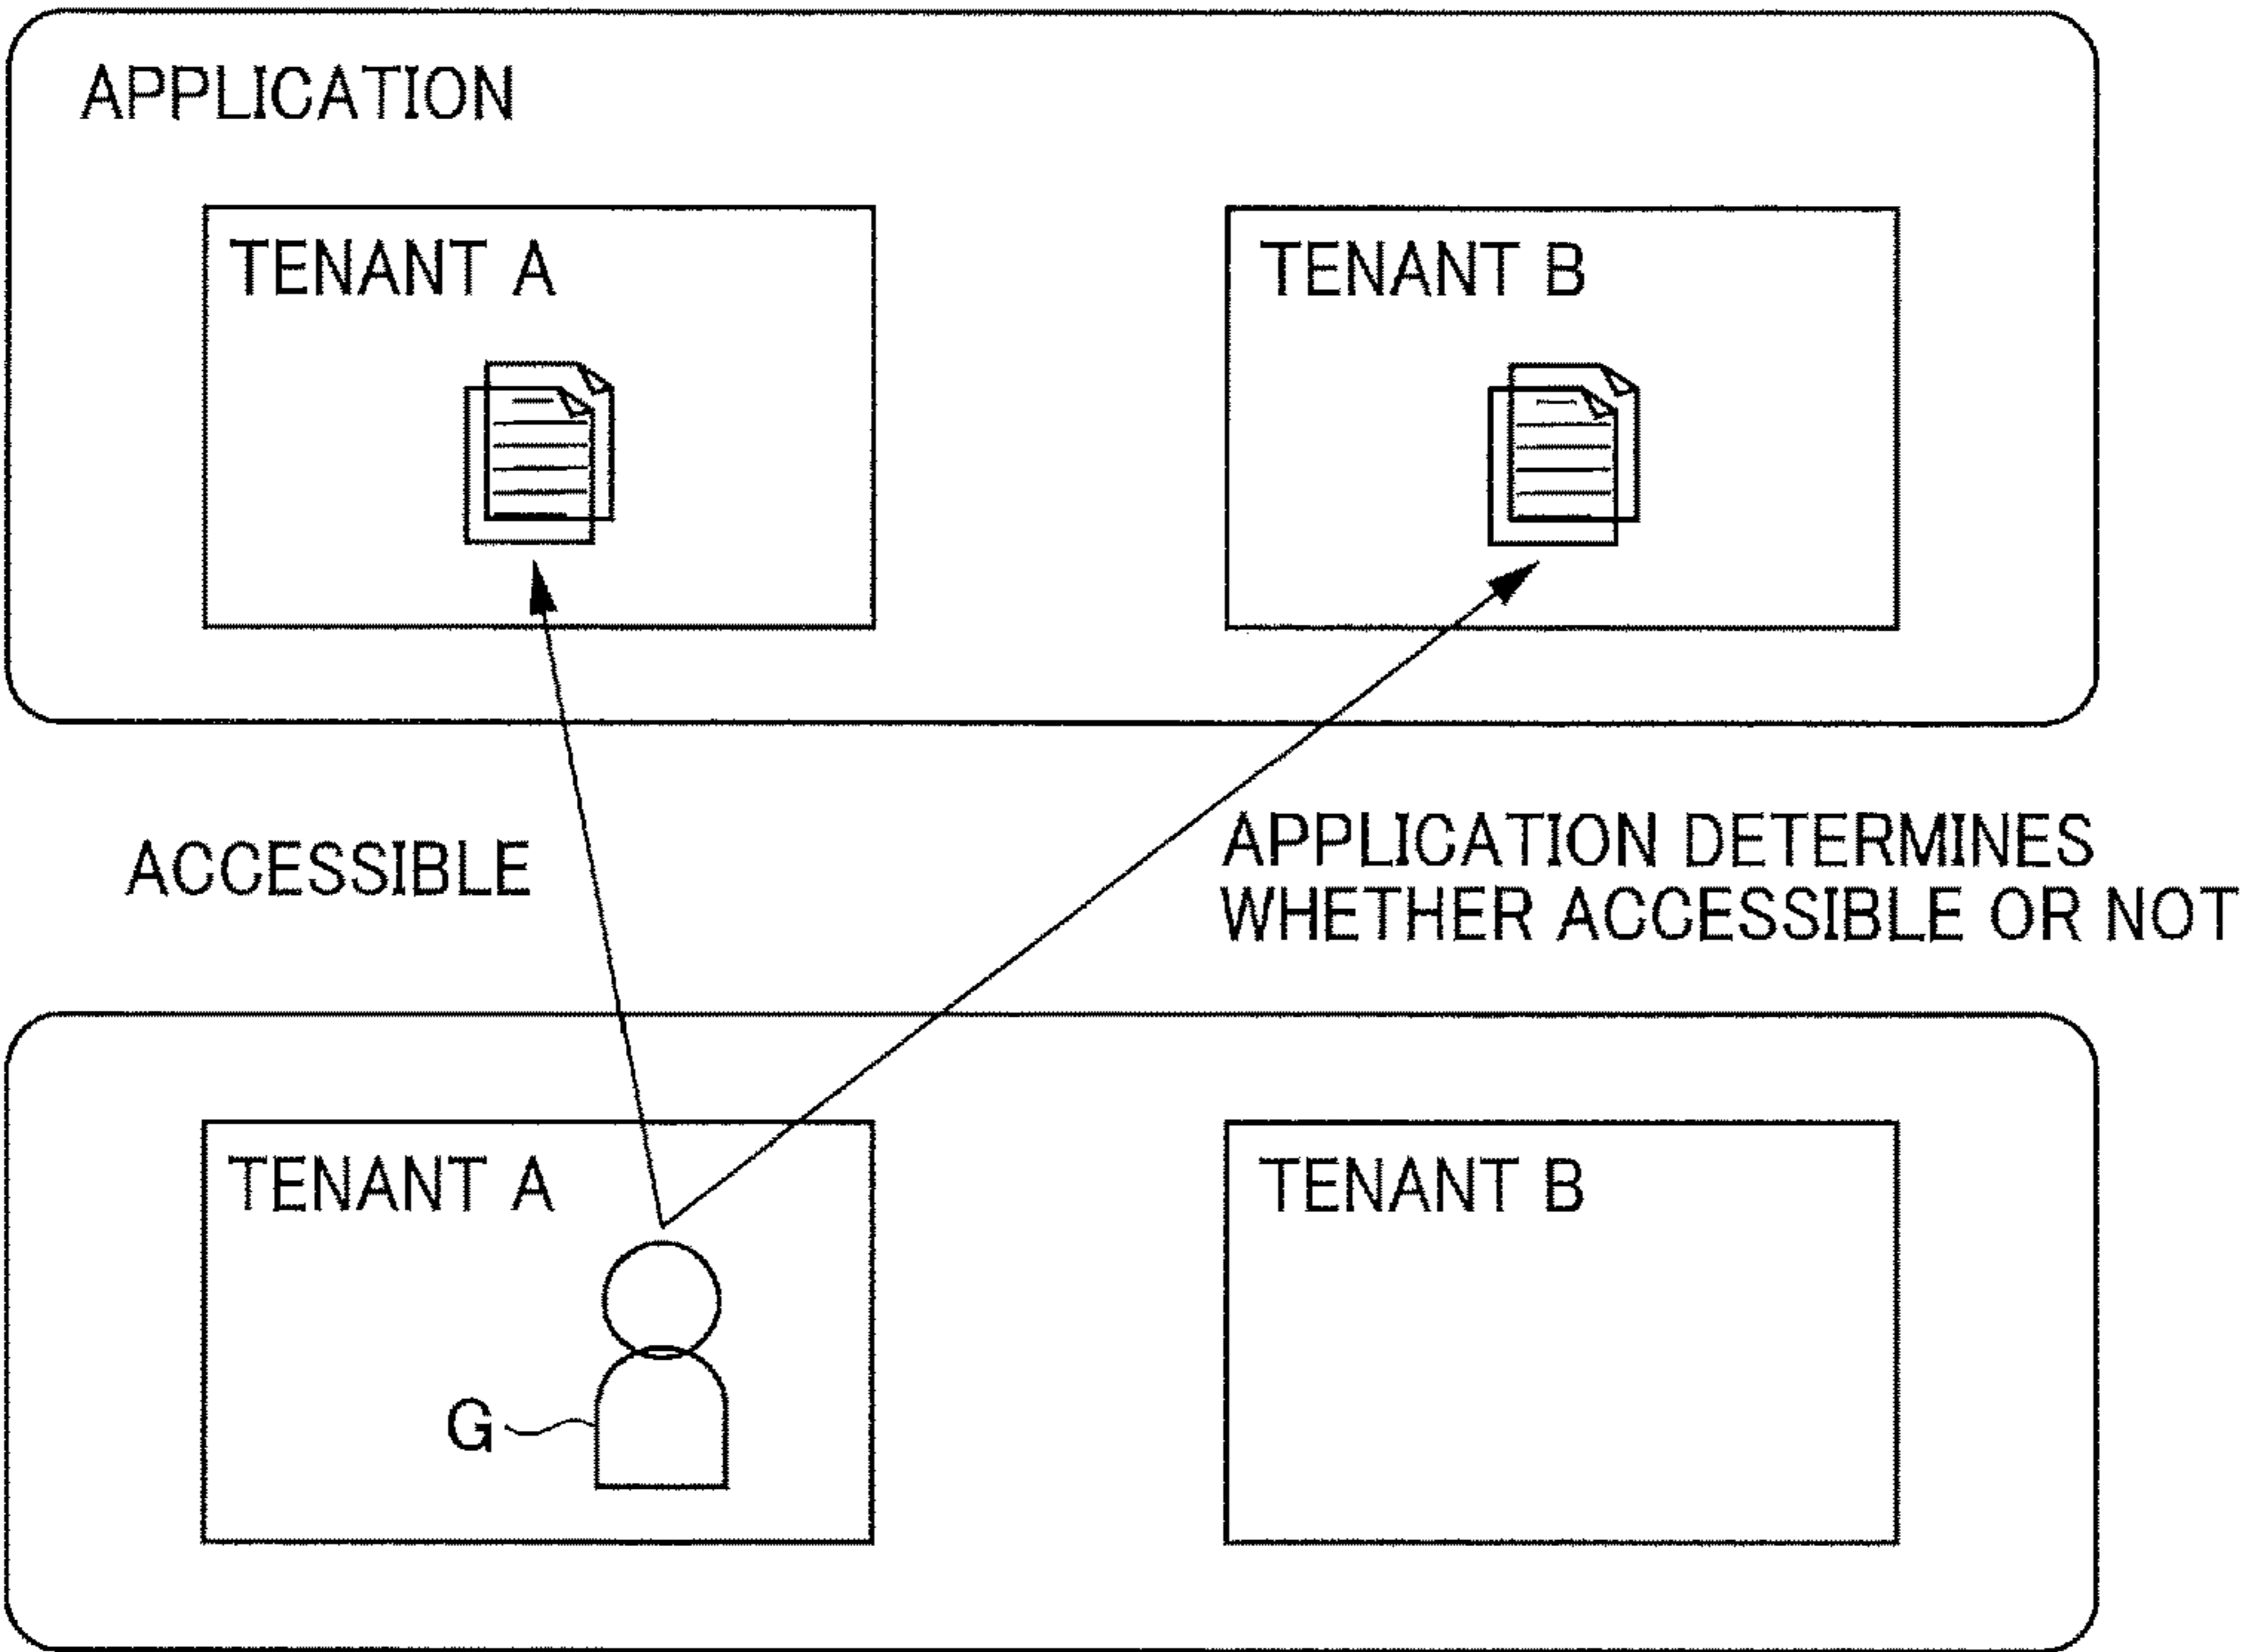 APPLICATION
TENANT A
TENANT B
ACCESSIBLE
APPLICATION DETERMINES
WHETHER ACCESSIBLE OR NOT
TENANT A
TENANT B
G